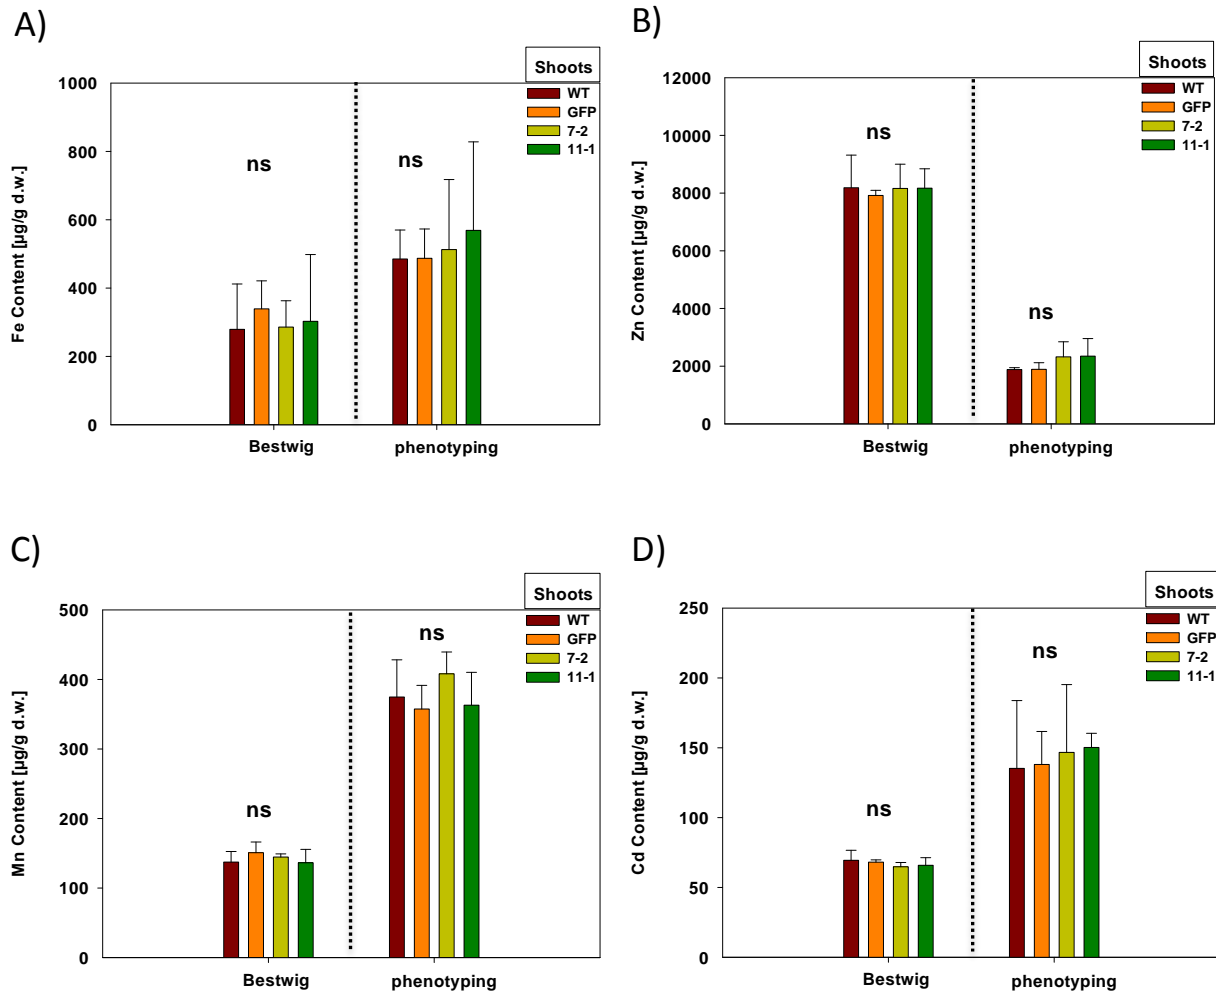 A)
Shoots
WT
GFP
7-2
11-1
Fe Content [µg/g d.w.]
1000
800
600
400
200
0
ns
ns
Bestwig
phenotyping
B)
Shoots
WT
GFP
7-2
11-1
Zn Content [µg/g d.w.]
12000
10000
8000
6000
4000
2000
0
ns
ns
Bestwig
phenotyping
C)
Shoots
WT
GFP
7-2
11-1
Mn Content [µg/g d.w.]
500
400
300
200
100
0
ns
ns
Bestwig
phenotyping
D)
Shoots
WT
GFP
7-2
11-1
Cd Content [µg/g d.w.]
250
200
150
100
50
0
ns
ns
Bestwig
phenotyping